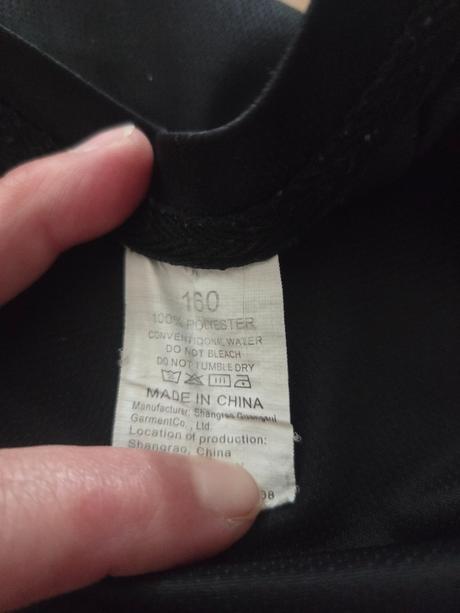 160
100% POLYESTER
CONVENTIONAL WATER
DO NOT BLEACH
DO NOT TUMBLE DRY
MADE IN CHINA
Manufacturer: Shangrao
GarmentCo., Ltd.
Location of production:
Shangrao, China
08